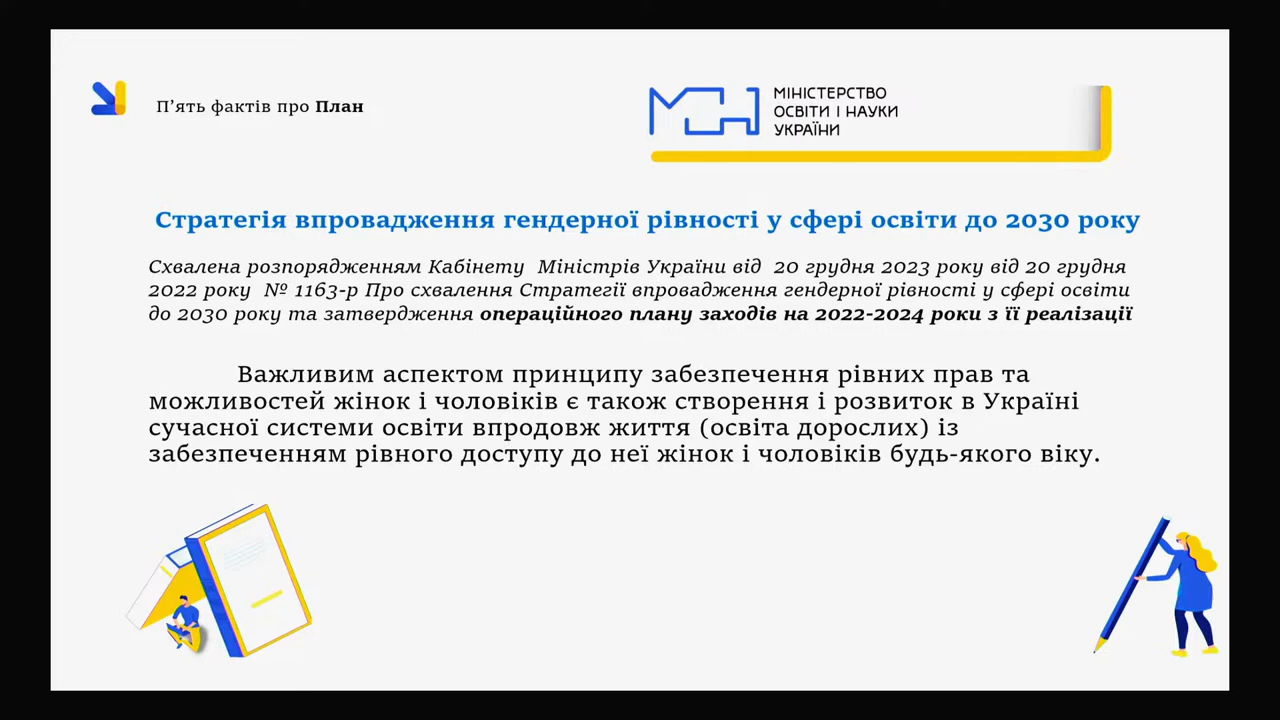 П’ять фактів про План
МІНІСТЕРСТВО
ОСВІТИ І НАУКИ
УКРАЇНИ
Стратегія впровадження гендерної рівності у сфері освіти до 2030 року
Схвалена розпорядженням Кабінету Міністрів України від 20 грудня 2023 року від 20 грудня
2022 року № 1163-р Про схвалення Стратегії впровадження гендерної рівності у сфері освіти
до 2030 року та затвердження операційного плану заходів на 2022-2024 роки з її реалізації
Важливим аспектом принципу забезпечення рівних прав та
можливостей жінок і чоловіків є також створення і розвиток в Україні
сучасної системи освіти впродовж життя (освіта дорослих) із
забезпеченням рівного доступу до неї жінок і чоловіків будь-якого віку.